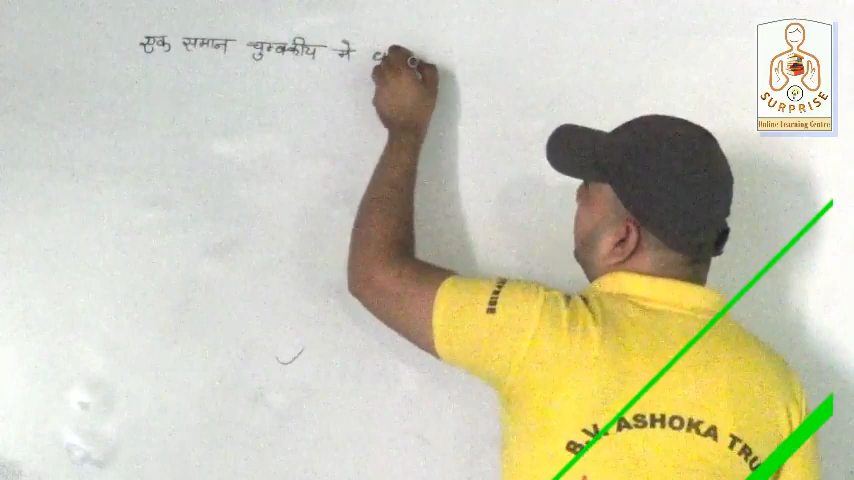 एक समान चुम्बकीय मे
SURPRISE
Online Learning Centre
B.V. ASHOKA TRU